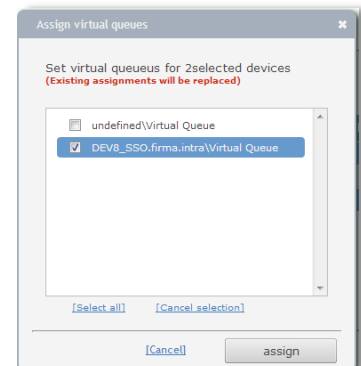 Assign virtual queues
Set virtual queueus for 2selected devices
(Existing assignments will be replaced)
undefined\Virtual Queue
DEV8_SSO.firma.intra\Virtual Queue
[Select all] [Cancel selection]
[Cancel] assign